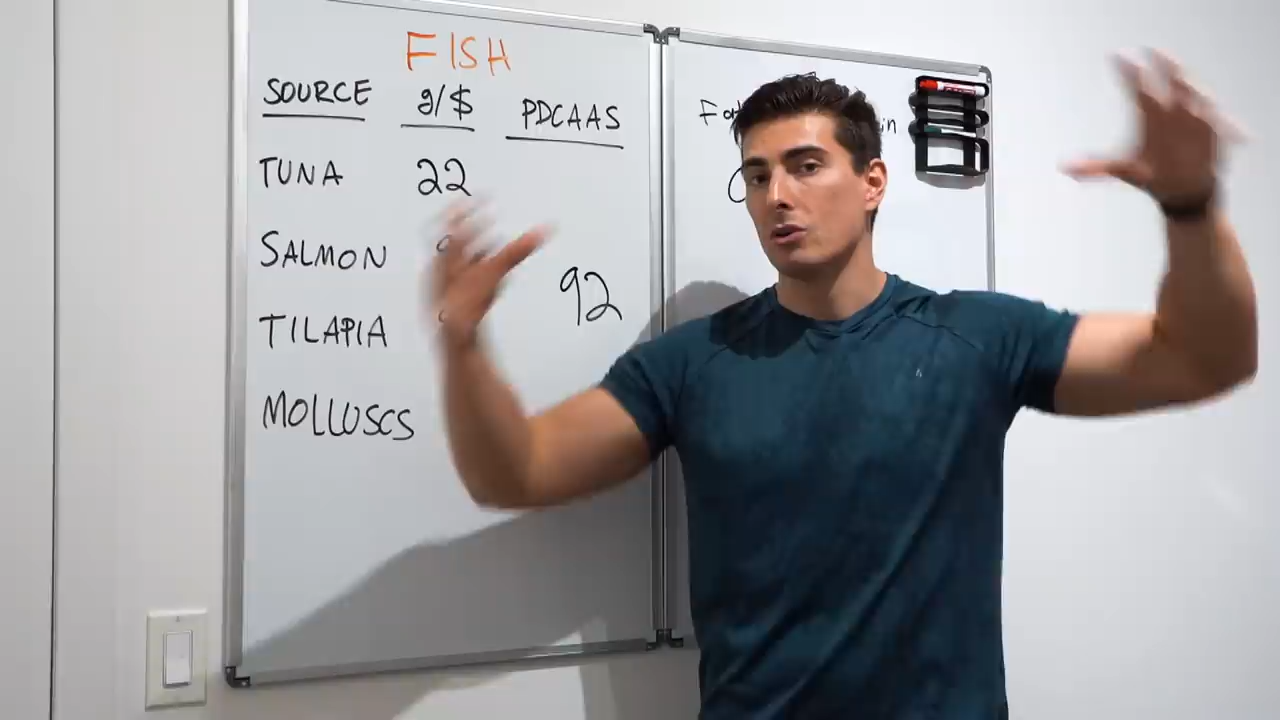 FISH
SOURCE g/$ PDCAAS
TUNA 22
SALMON
92
TILAPIA
MOLLUSCS